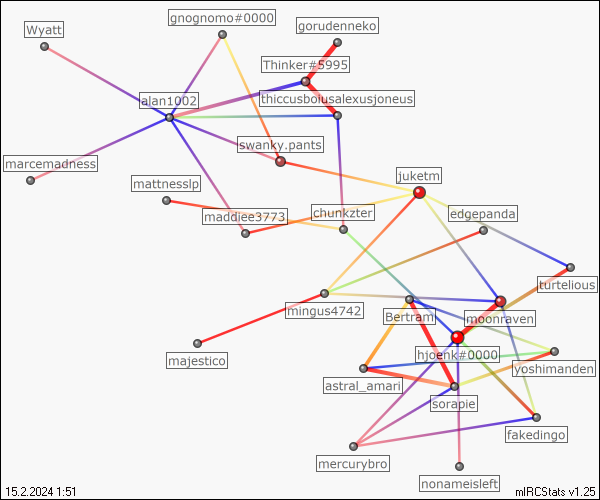 gnognomo#0000
Wyatt
gorudenneko
Thinker#5995
alan1002
thiccusboiusalexusjoneus
swanky.pants
marcemadness
juketm
mattnesslp
maddiee3773
chunkzter
edgepanda
turtelious
mingus4742
Bertram
moonraven
majestico
hjoenk#0000
yoshimanden
astral_amari
sorapie
fakedingo
mercurybro
nonameisleft
15.2.2024 1:51
mIRCStats v1.25